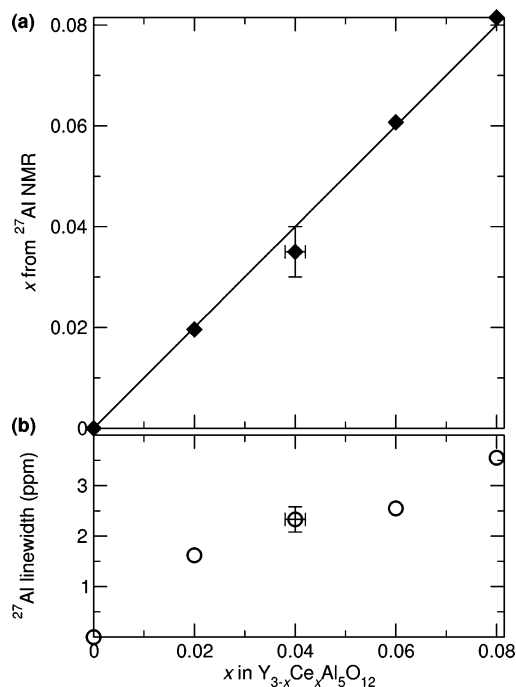 (a)
0.08
0.06
0.04
0.02
0
x from ²⁷Al NMR
(b)
3
2
1
²⁷Al linewidth (ppm)
0 0.02 0.04 0.06 0.08
x in Y₃₋ₓCeₓAl₅O₁₂